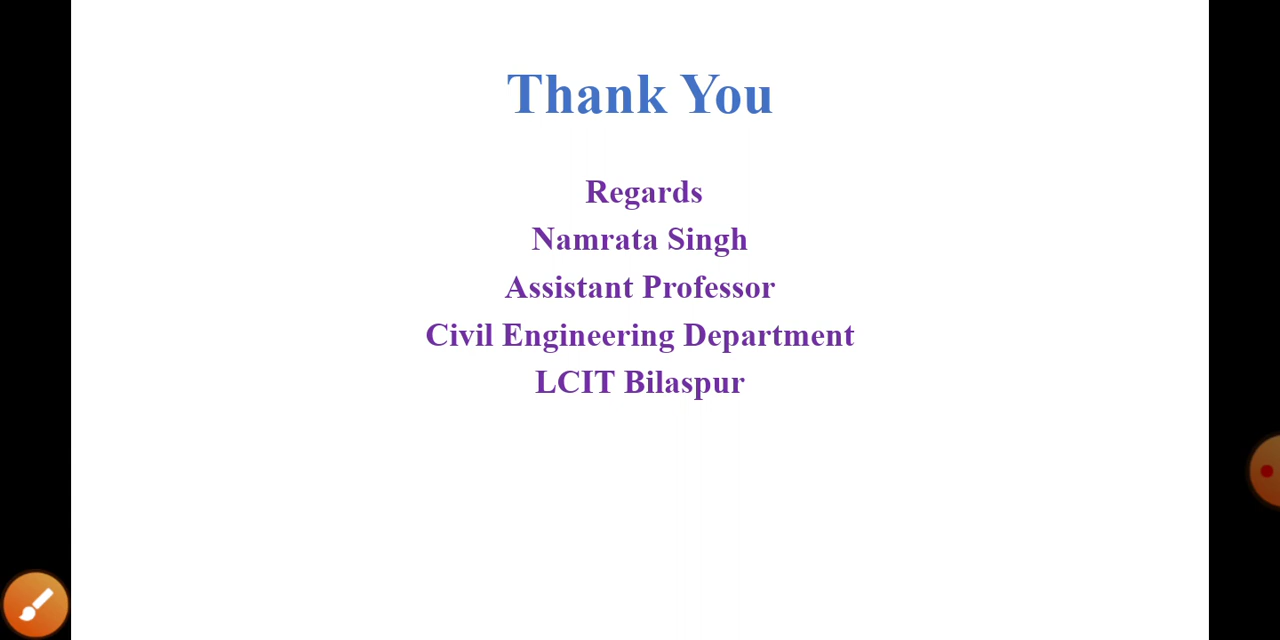 Thank You
Regards
Namrata Singh
Assistant Professor
Civil Engineering Department
LCIT Bilaspur